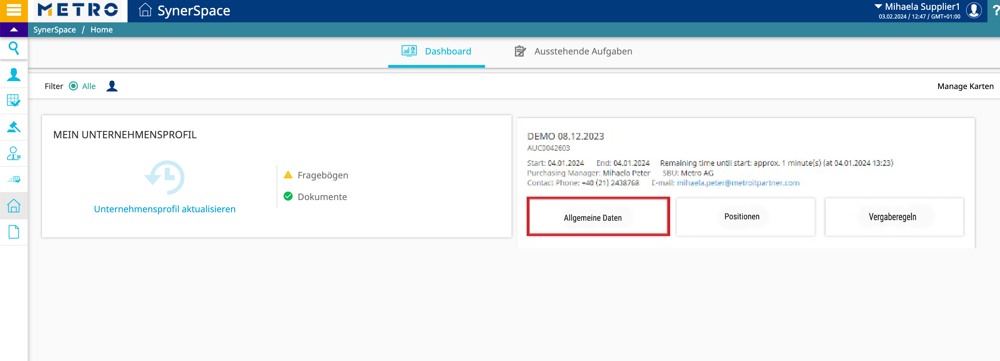 METRO
SynerSpace
Mihaela Supplier1
03.02.2024 / 12:47 / GMT+01:00
?
SynerSpace / Home
Dashboard
Ausstehende Aufgaben
Filter Alle
Manage Karten
MEIN UNTERNEHMENSPROFIL
Unternehmensprofil aktualisieren
Fragebögen
Dokumente
DEMO 08.12.2023
AUC0042603
Start: 04.01.2024 End: 04.01.2024 Remaining time until start: approx. 1 minute(s) (at 04.01.2024 13:23)
Purchasing Manager: Mihaela Peter SBU: Metro AG
Contact Phone: +40 (21) 2438768 E-mail: mihaela.peter@metroitpartner.com
Allgemeine Daten
Positionen
Vergaberegeln